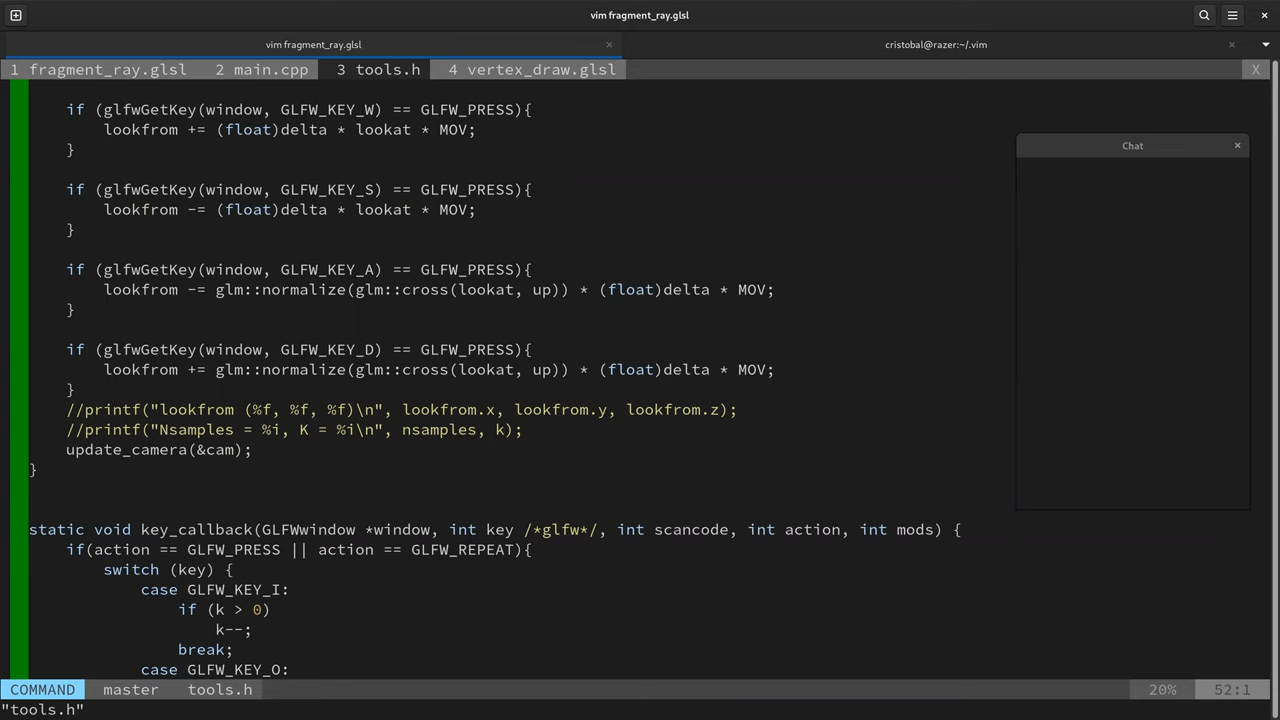 vim fragment_ray.glsl
vim fragment_ray.glsl × cristobal@razer:~/.vim ×
1 fragment_ray.glsl 2 main.cpp 3 tools.h 4 vertex_draw.glsl X
if (glfwGetKey(window, GLFW_KEY_W) == GLFW_PRESS){
lookfrom += (float)delta * lookat * MOV;
}
if (glfwGetKey(window, GLFW_KEY_S) == GLFW_PRESS){
lookfrom -= (float)delta * lookat * MOV;
}
if (glfwGetKey(window, GLFW_KEY_A) == GLFW_PRESS){
lookfrom -= glm::normalize(glm::cross(lookat, up)) * (float)delta * MOV;
}
if (glfwGetKey(window, GLFW_KEY_D) == GLFW_PRESS){
lookfrom += glm::normalize(glm::cross(lookat, up)) * (float)delta * MOV;
}
//printf("lookfrom (%f, %f, %f)\n", lookfrom.x, lookfrom.y, lookfrom.z);
//printf("Nsamples = %i, K = %i\n", nsamples, k);
update_camera(&cam);
}
static void key_callback(GLFWwindow *window, int key /*glfw*/, int scancode, int action, int mods) {
if(action == GLFW_PRESS || action == GLFW_REPEAT){
switch (key) {
case GLFW_KEY_I:
if (k > 0)
k--;
break;
case GLFW_KEY_O:
COMMAND master tools.h 20% 52:1
"tools.h"
Chat ×